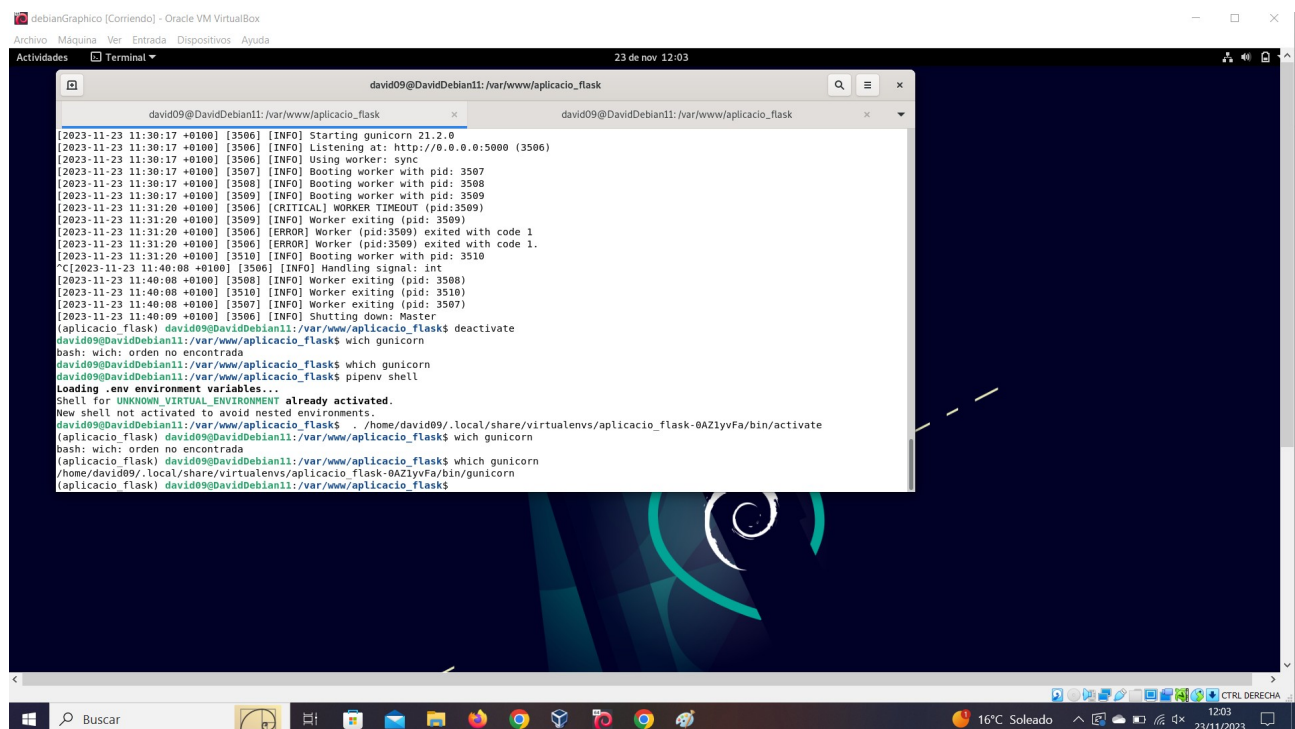 debianGraphico [Corriendo] - Oracle VM VirtualBox
Archivo Máquina Ver Entrada Dispositivos Ayuda
Actividades Terminal 23 de nov 12:03
david09@DavidDebian11: /var/www/aplicacio_flask
david09@DavidDebian11: /var/www/aplicacio_flask david09@DavidDebian11: /var/www/aplicacio_flask
[2023-11-23 11:30:17 +0100] [3506] [INFO] Starting gunicorn 21.2.0
[2023-11-23 11:30:17 +0100] [3506] [INFO] Listening at: http://0.0.0.0:5000 (3506)
[2023-11-23 11:30:17 +0100] [3506] [INFO] Using worker: sync
[2023-11-23 11:30:17 +0100] [3507] [INFO] Booting worker with pid: 3507
[2023-11-23 11:30:17 +0100] [3508] [INFO] Booting worker with pid: 3508
[2023-11-23 11:30:17 +0100] [3509] [INFO] Booting worker with pid: 3509
[2023-11-23 11:31:20 +0100] [3506] [CRITICAL] WORKER TIMEOUT (pid:3509)
[2023-11-23 11:31:20 +0100] [3509] [INFO] Worker exiting (pid: 3509)
[2023-11-23 11:31:20 +0100] [3506] [ERROR] Worker (pid:3509) exited with code 1
[2023-11-23 11:31:20 +0100] [3506] [ERROR] Worker (pid:3509) exited with code 1.
[2023-11-23 11:31:20 +0100] [3510] [INFO] Booting worker with pid: 3510
^C[2023-11-23 11:40:08 +0100] [3506] [INFO] Handling signal: int
[2023-11-23 11:40:08 +0100] [3508] [INFO] Worker exiting (pid: 3508)
[2023-11-23 11:40:08 +0100] [3510] [INFO] Worker exiting (pid: 3510)
[2023-11-23 11:40:08 +0100] [3507] [INFO] Worker exiting (pid: 3507)
[2023-11-23 11:40:09 +0100] [3506] [INFO] Shutting down: Master
(aplicacio_flask) david09@DavidDebian11:/var/www/aplicacio_flask$ deactivate
david09@DavidDebian11:/var/www/aplicacio_flask$ wich gunicorn
bash: wich: orden no encontrada
david09@DavidDebian11:/var/www/aplicacio_flask$ which gunicorn
david09@DavidDebian11:/var/www/aplicacio_flask$ pipenv shell
Loading .env environment variables...
Shell for UNKNOWN_VIRTUAL_ENVIRONMENT already activated.
New shell not activated to avoid nested environments.
david09@DavidDebian11:/var/www/aplicacio_flask$ . /home/david09/.local/share/virtualenvs/aplicacio_flask-0AZ1yvFa/bin/activate
(aplicacio_flask) david09@DavidDebian11:/var/www/aplicacio_flask$ wich gunicorn
bash: wich: orden no encontrada
(aplicacio_flask) david09@DavidDebian11:/var/www/aplicacio_flask$ which gunicorn
/home/david09/.local/share/virtualenvs/aplicacio_flask-0AZ1yvFa/bin/gunicorn
(aplicacio_flask) david09@DavidDebian11:/var/www/aplicacio_flask$
CTRL DERECHA
Buscar 16°C Soleado 12:03
23/11/2023